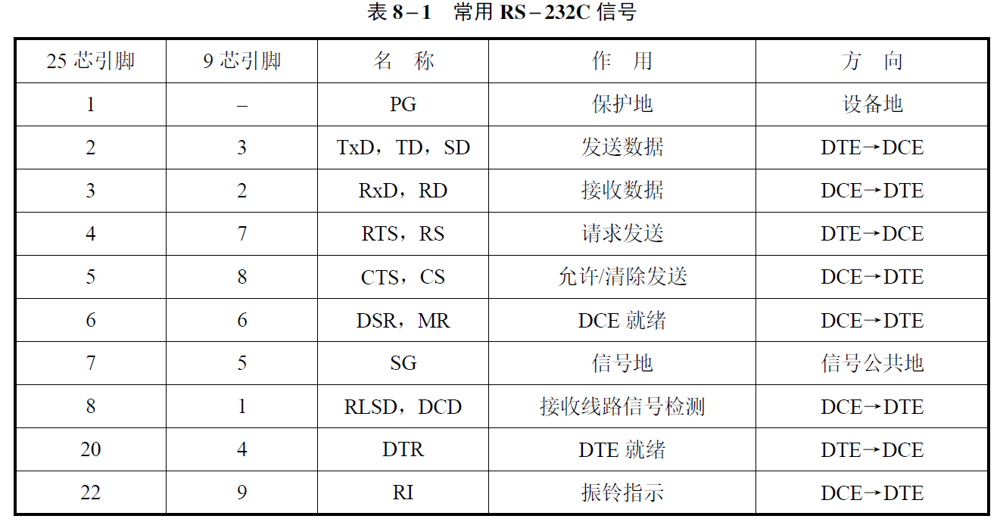 表 8-1 常用 RS-232C 信号
25 芯引脚 9 芯引脚 名 称 作 用 方 向
1 – PG 保护地 设备地
2 3 TxD，TD，SD 发送数据 DTE→DCE
3 2 RxD，RD 接收数据 DCE→DTE
4 7 RTS，RS 请求发送 DTE→DCE
5 8 CTS，CS 允许/清除发送 DCE→DTE
6 6 DSR，MR DCE 就绪 DCE→DTE
7 5 SG 信号地 信号公共地
8 1 RLSD，DCD 接收线路信号检测 DCE→DTE
20 4 DTR DTE 就绪 DTE→DCE
22 9 RI 振铃指示 DCE→DTE